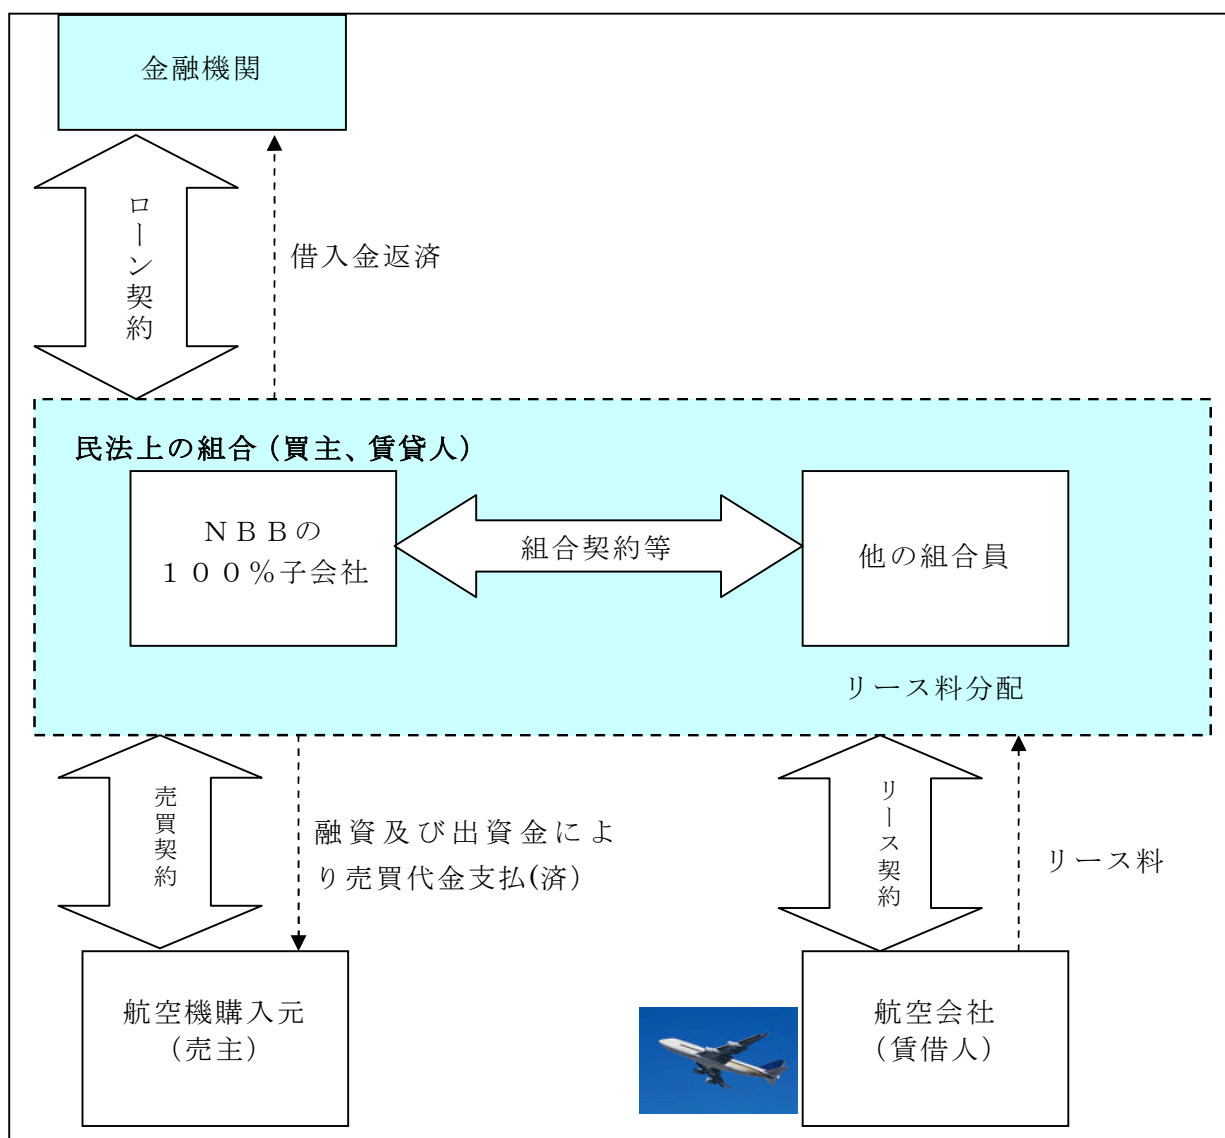 金融機関
ローン契約
借入金返済
民法上の組合（買主、賃貸人）
ＮＢＢの
１００％子会社
組合契約等
他の組合員
リース料分配
売買契約
融資及び出資金によ
り売買代金支払(済）
リース契約
リース料
航空機購入元
（売主）
航空会社
（賃借人）